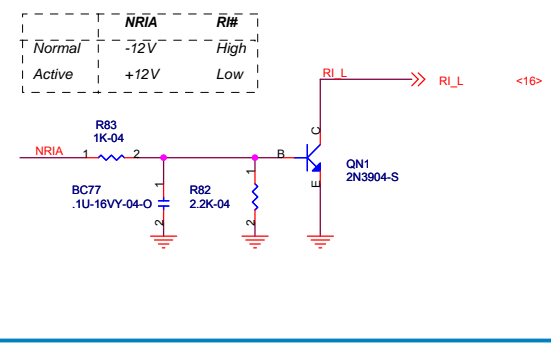 NRIA RI#
Normal -12V High
Active +12V Low
RI_L
RI_L <16>
C
R83
1K-04
NRIA 1 2 B
QN1
2N3904-S
E
BC77
.1U-16VY-04-O
1
2
R82
2.2K-04
1
2